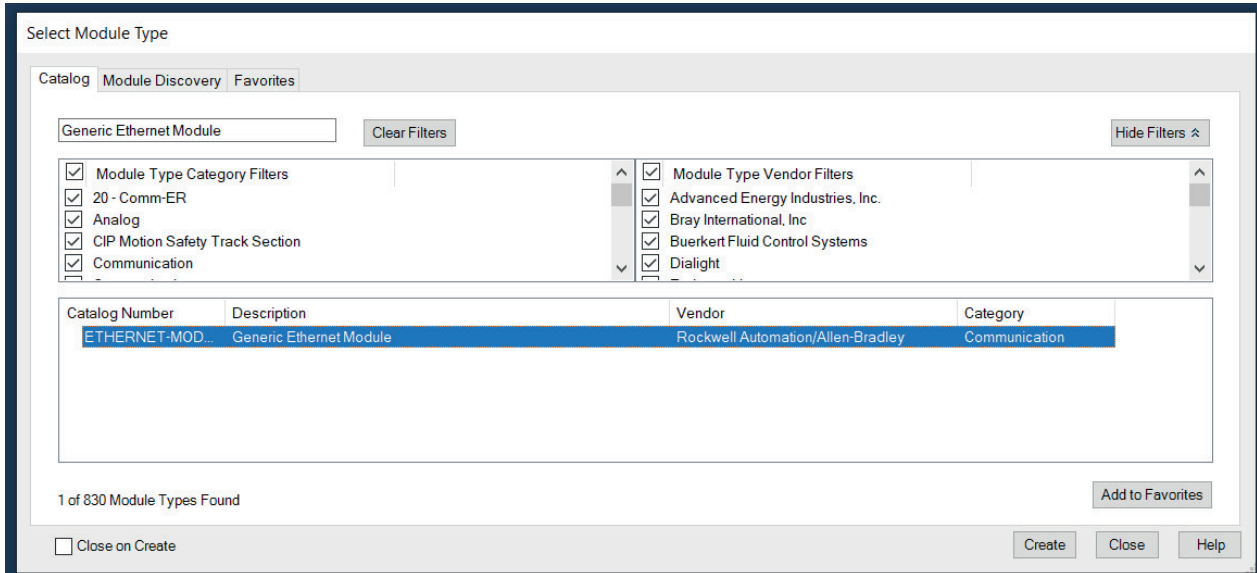 Select Module Type
Catalog Module Discovery Favorites
Generic Ethernet Module Clear Filters Hide Filters
Module Type Category Filters
20 - Comm-ER
Analog
CIP Motion Safety Track Section
Communication
Module Type Vendor Filters
Advanced Energy Industries, Inc.
Bray International, Inc
Buerkert Fluid Control Systems
Dialight
Catalog Number Description Vendor Category
ETHERNET-MOD... Generic Ethernet Module Rockwell Automation/Allen-Bradley Communication
1 of 830 Module Types Found
Add to Favorites
Close on Create Create Close Help